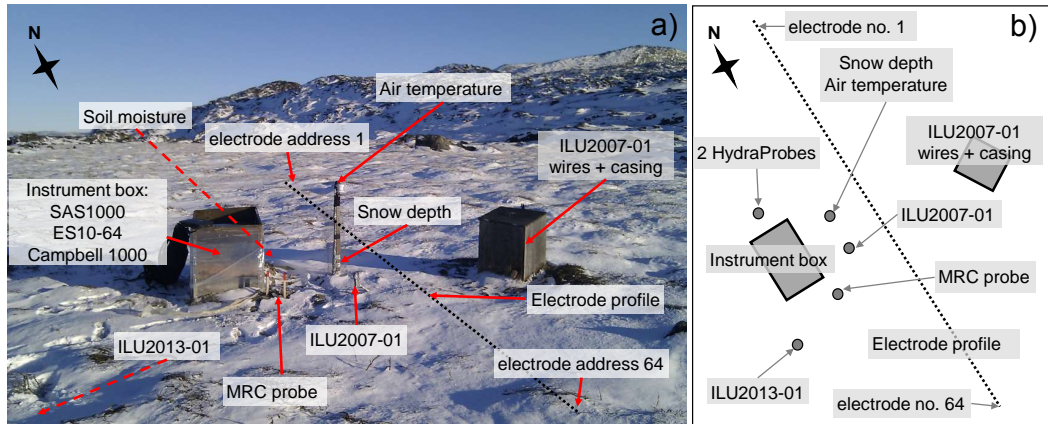 a)
N
Air temperature
Soil moisture
electrode address 1
ILU2007-01
wires + casing
Instrument box:
SAS1000
ES10-64
Campbell 1000
Snow depth
Electrode profile
ILU2013-01
ILU2007-01
MRC probe
electrode address 64
b)
electrode no. 1
N
Snow depth
Air temperature
2 HydraProbes
ILU2007-01
wires + casing
ILU2007-01
Instrument box
MRC probe
Electrode profile
ILU2013-01
electrode no. 64